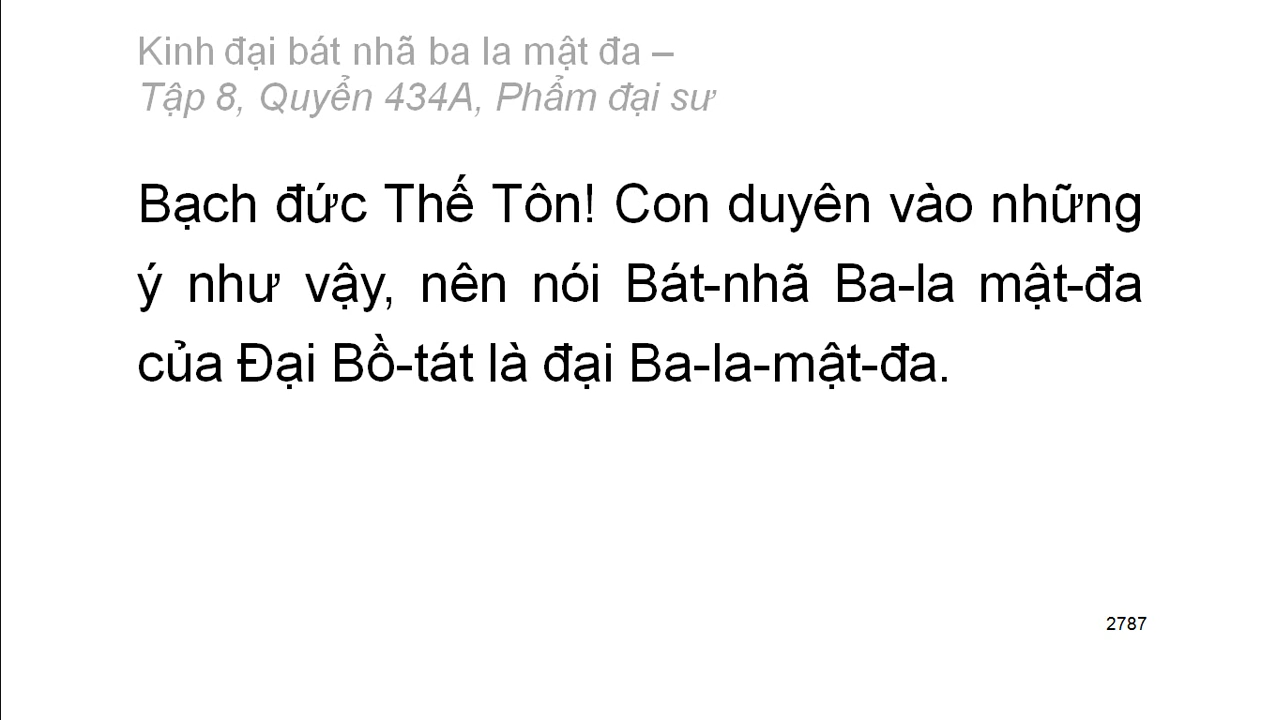 Kinh đại bát nhã ba la mật đa –
Tập 8, Quyển 434A, Phẩm đại sư
Bạch đức Thế Tôn! Con duyên vào những
ý như vậy, nên nói Bát-nhã Ba-la mật-đa
của Đại Bồ-tát là đại Ba-la-mật-đa.
2787